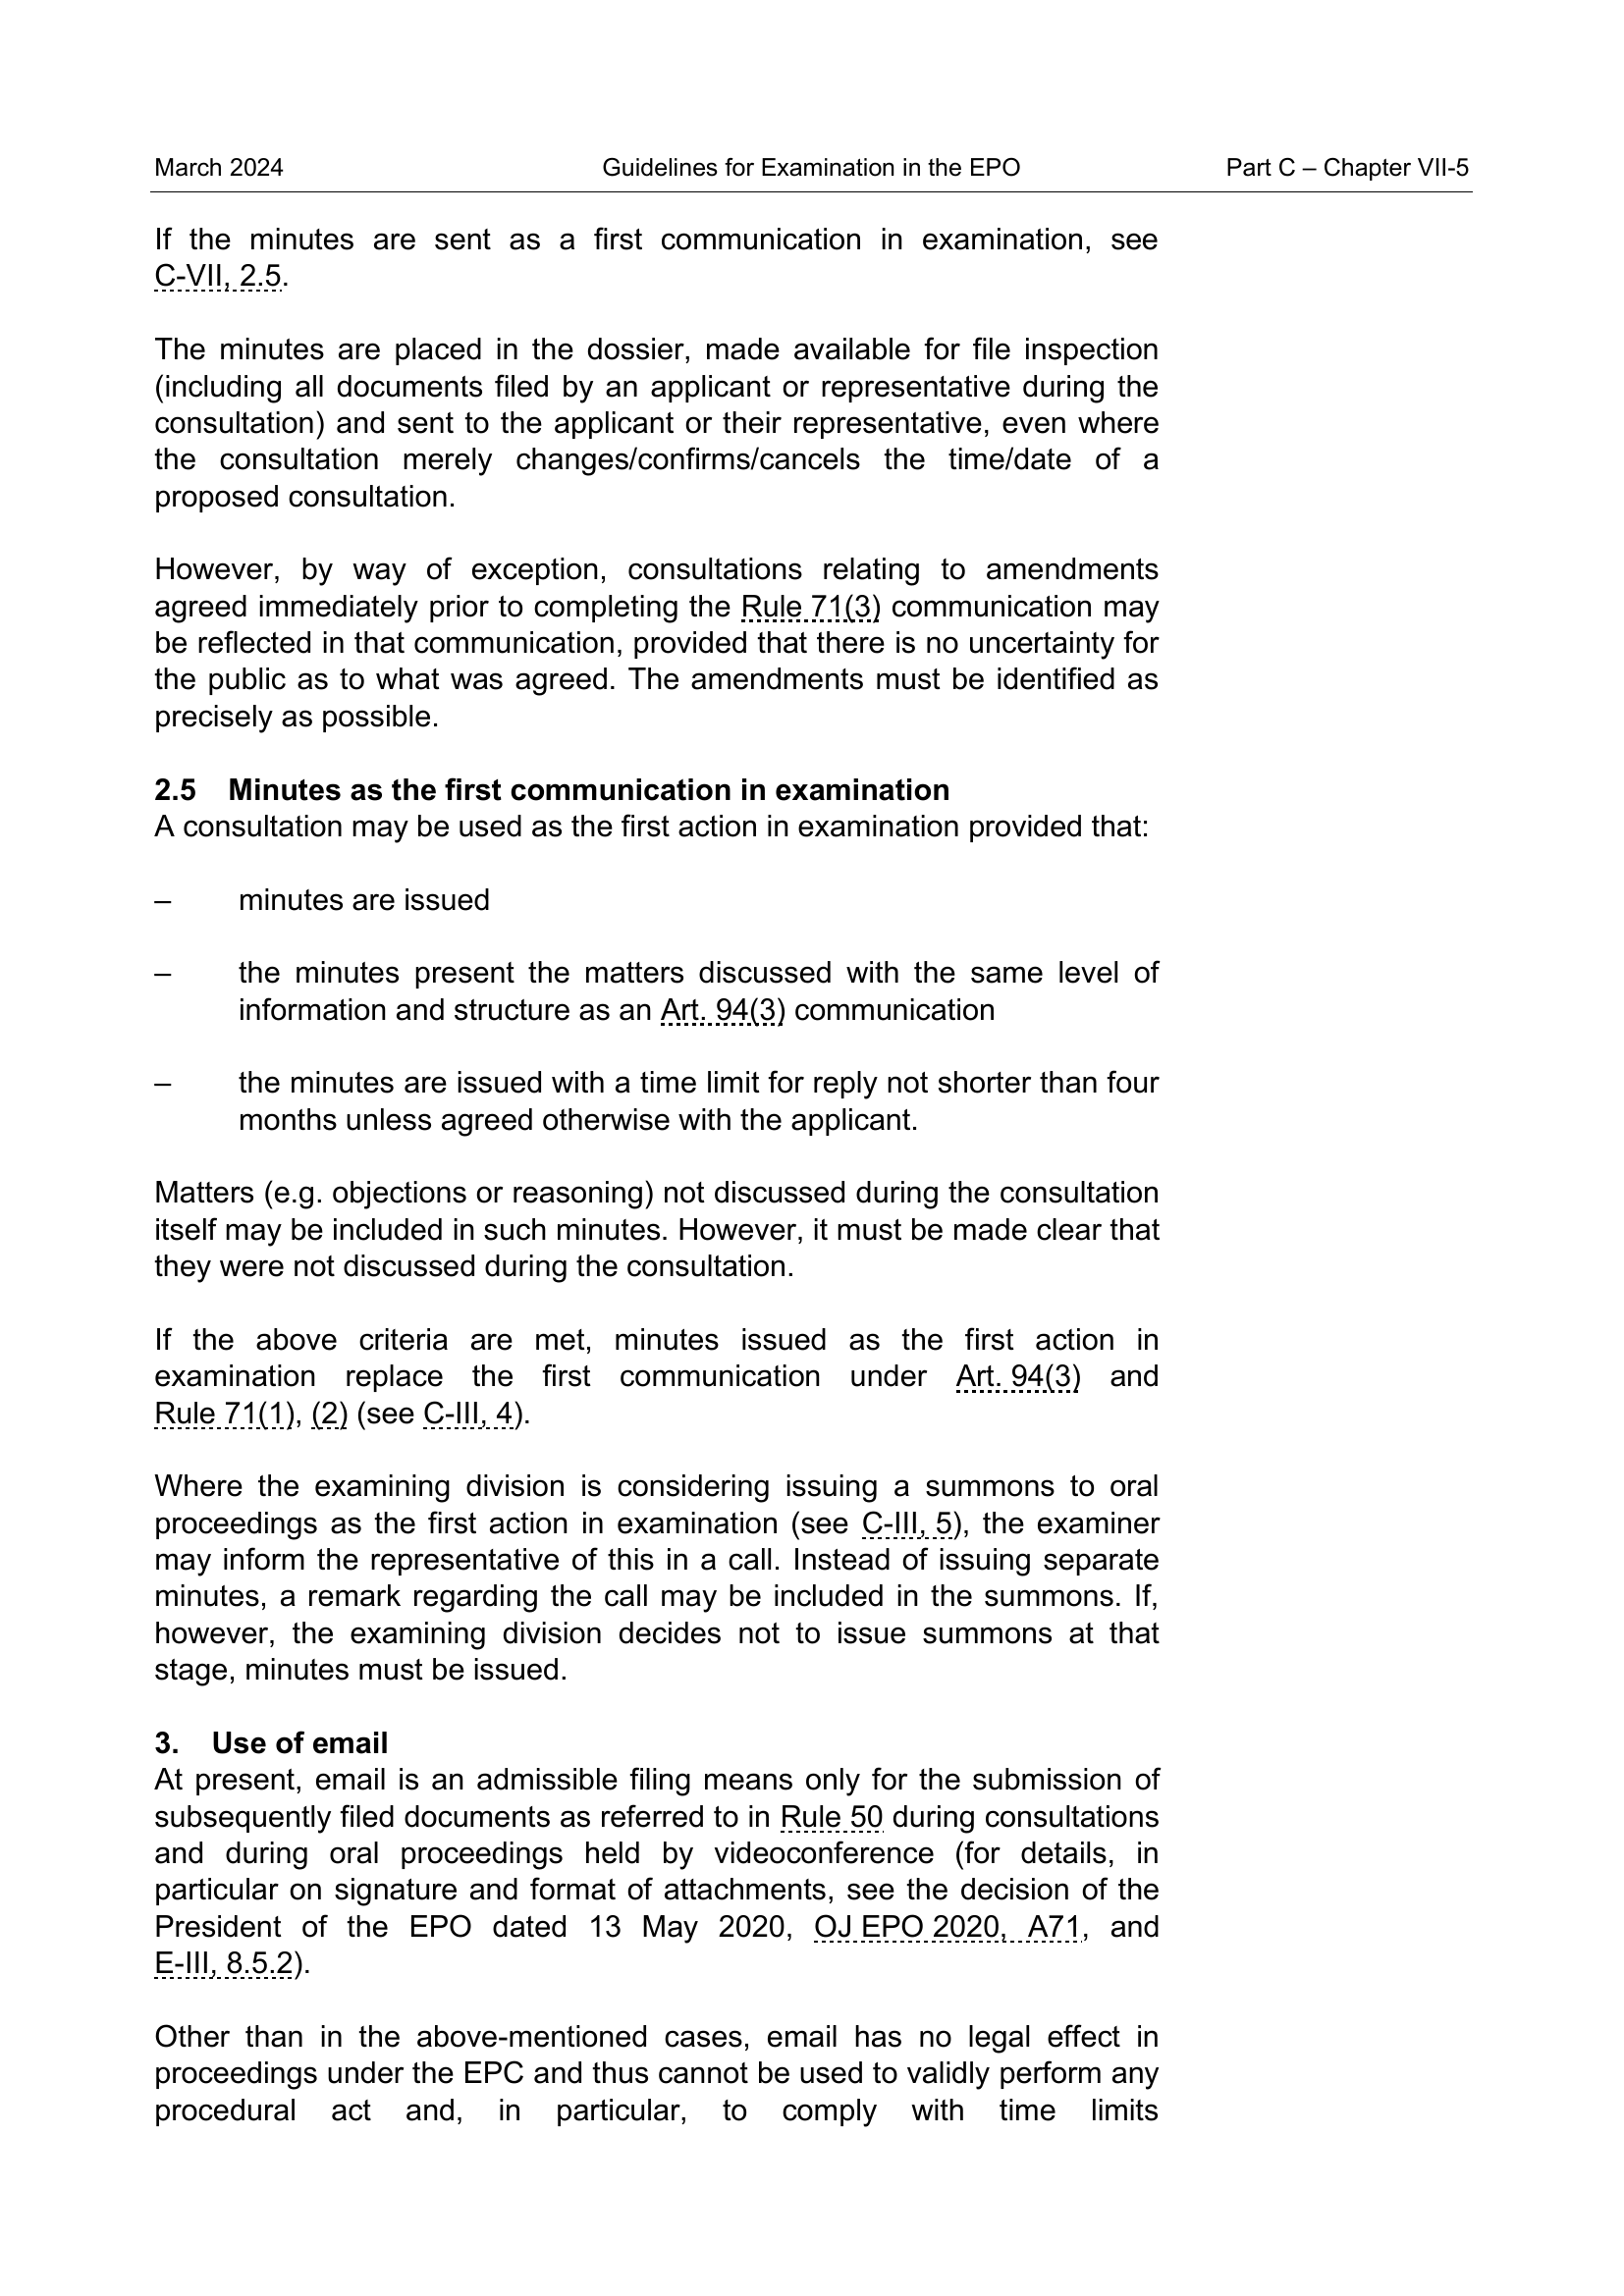 March 2024 Guidelines for Examination in the EPO Part C – Chapter VII-5
If the minutes are sent as a first communication in examination, see
C-VII, 2.5.
The minutes are placed in the dossier, made available for file inspection
(including all documents filed by an applicant or representative during the
consultation) and sent to the applicant or their representative, even where
the consultation merely changes/confirms/cancels the time/date of a
proposed consultation.
However, by way of exception, consultations relating to amendments
agreed immediately prior to completing the Rule 71(3) communication may
be reflected in that communication, provided that there is no uncertainty for
the public as to what was agreed. The amendments must be identified as
precisely as possible.
2.5 Minutes as the first communication in examination
A consultation may be used as the first action in examination provided that:
– minutes are issued
– the minutes present the matters discussed with the same level of
information and structure as an Art. 94(3) communication
– the minutes are issued with a time limit for reply not shorter than four
months unless agreed otherwise with the applicant.
Matters (e.g. objections or reasoning) not discussed during the consultation
itself may be included in such minutes. However, it must be made clear that
they were not discussed during the consultation.
If the above criteria are met, minutes issued as the first action in
examination replace the first communication under Art. 94(3) and
Rule 71(1), (2) (see C-III, 4).
Where the examining division is considering issuing a summons to oral
proceedings as the first action in examination (see C-III, 5), the examiner
may inform the representative of this in a call. Instead of issuing separate
minutes, a remark regarding the call may be included in the summons. If,
however, the examining division decides not to issue summons at that
stage, minutes must be issued.
3. Use of email
At present, email is an admissible filing means only for the submission of
subsequently filed documents as referred to in Rule 50 during consultations
and during oral proceedings held by videoconference (for details, in
particular on signature and format of attachments, see the decision of the
President of the EPO dated 13 May 2020, OJ EPO 2020, A71, and
E-III, 8.5.2).
Other than in the above-mentioned cases, email has no legal effect in
proceedings under the EPC and thus cannot be used to validly perform any
procedural act and, in particular, to comply with time limits